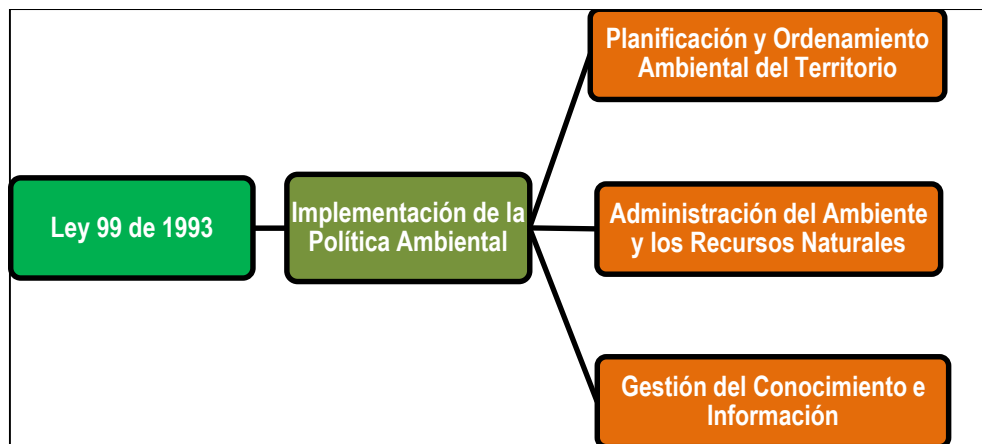 Planificación y Ordenamiento
Ambiental del Territorio
Ley 99 de 1993
Implementación de la
Política Ambiental
Administración del Ambiente
y los Recursos Naturales
Gestión del Conocimiento e
Información